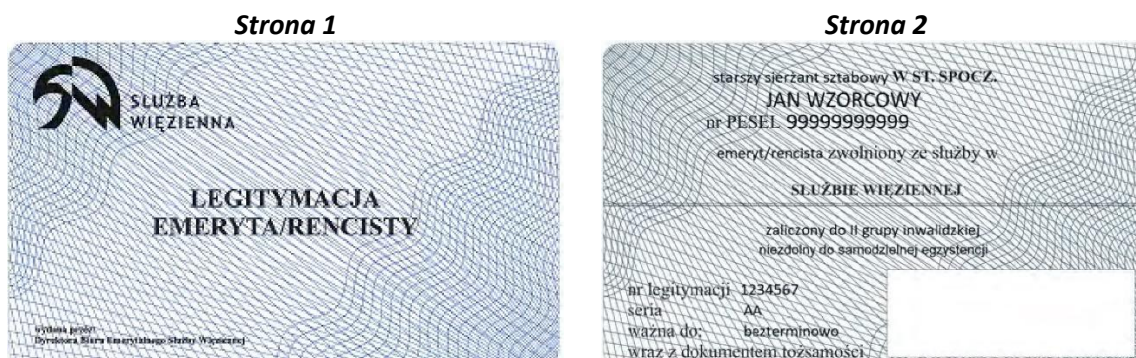 Strona 1
SŁUŻBA
WIĘZIENNA
LEGITYMACJA
EMERYTA/RENCISTY
wydana przez:
Dyrektora Biura Emerytalnego Służby Więziennej
Strona 2
starszy sierżant sztabowy W ST. SPOCZ.
JAN WZORCOWY
nr PESEL 99999999999
emeryt/rencista zwolniony ze służby w
SŁUŻBIE WIĘZIENNEJ
zaliczony do II grupy inwalidzkiej
niezdolny do samodzielnej egzystencji
nr legitymacji 1234567
seria AA
ważna do: bezterminowo
wraz z dokumentem tożsamości